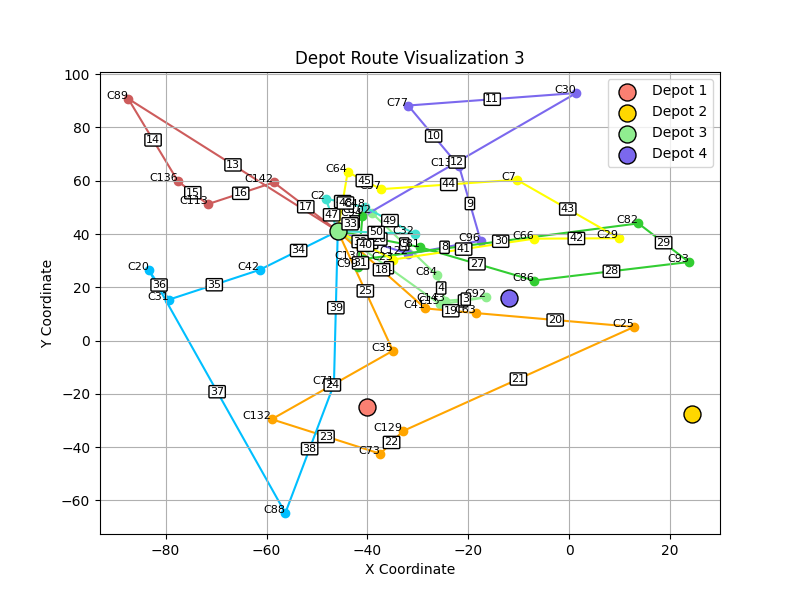 Depot Route Visualization 3
Depot 1
Depot 2
Depot 3
Depot 4
Y Coordinate
100
80
60
40
20
0
−20
−40
−60
−80
−60
−40
−20
0
20
X Coordinate
C89
C77
C30
11
10
14
13
12
C64
C136
C142
45
44
C7
15
16
C113
17
C2
47
9
43
49
C82
33
50
C32
C96
30
C66
42
C29
29
34
40
8
41
C93
C20
C42
31
18
27
C84
28
C86
36
35
C31
25
4
39
C41
C92
3
19
20
C25
C35
C71
24
21
37
C132
23
C129
22
38
C73
C88